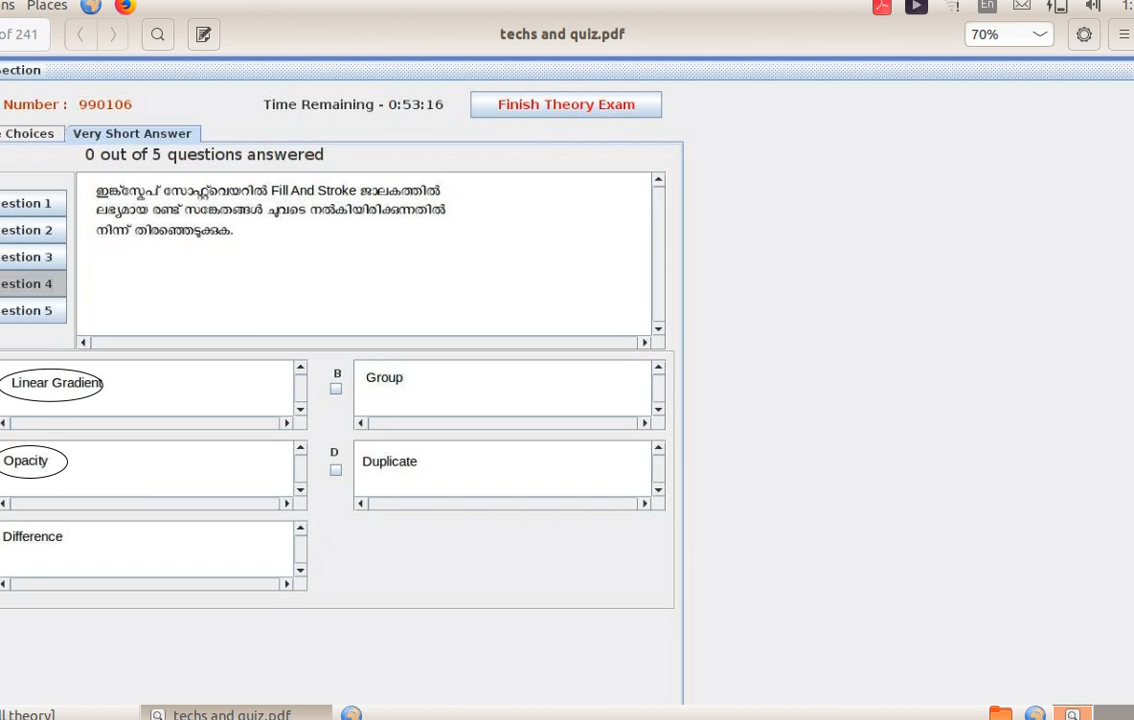 ns Places En 1:
of 241 techs and quiz.pdf 70%
ection
Number : 990106 Time Remaining - 0:53:16 Finish Theory Exam
Choices Very Short Answer
0 out of 5 questions answered
ഇങ്ക്സ്കേപ് സോഫ്റ്റ്‌വെയറിൽ Fill And Stroke ജാലകത്തിൽ
ലഭ്യമായ രണ്ട് സങ്കേതങ്ങൾ ചുവടെ നൽകിയിരിക്കുന്നതിൽ
നിന്ന് തിരഞ്ഞെടുക്കുക.
estion 1
estion 2
estion 3
estion 4
estion 5
Linear Gradient
B Group
Opacity
D Duplicate
Difference
ll theory] techs and quiz.pdf